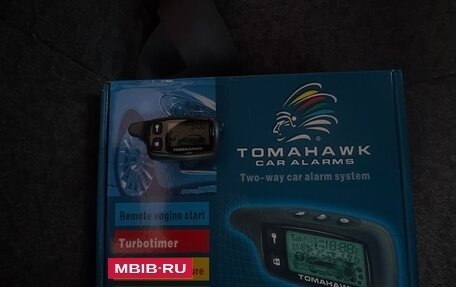 TOMAHAWK
CAR ALARMS
Two-way car alarm system
TOMAHAWK
Remote engine start
Turbotimer
MBIB·RU